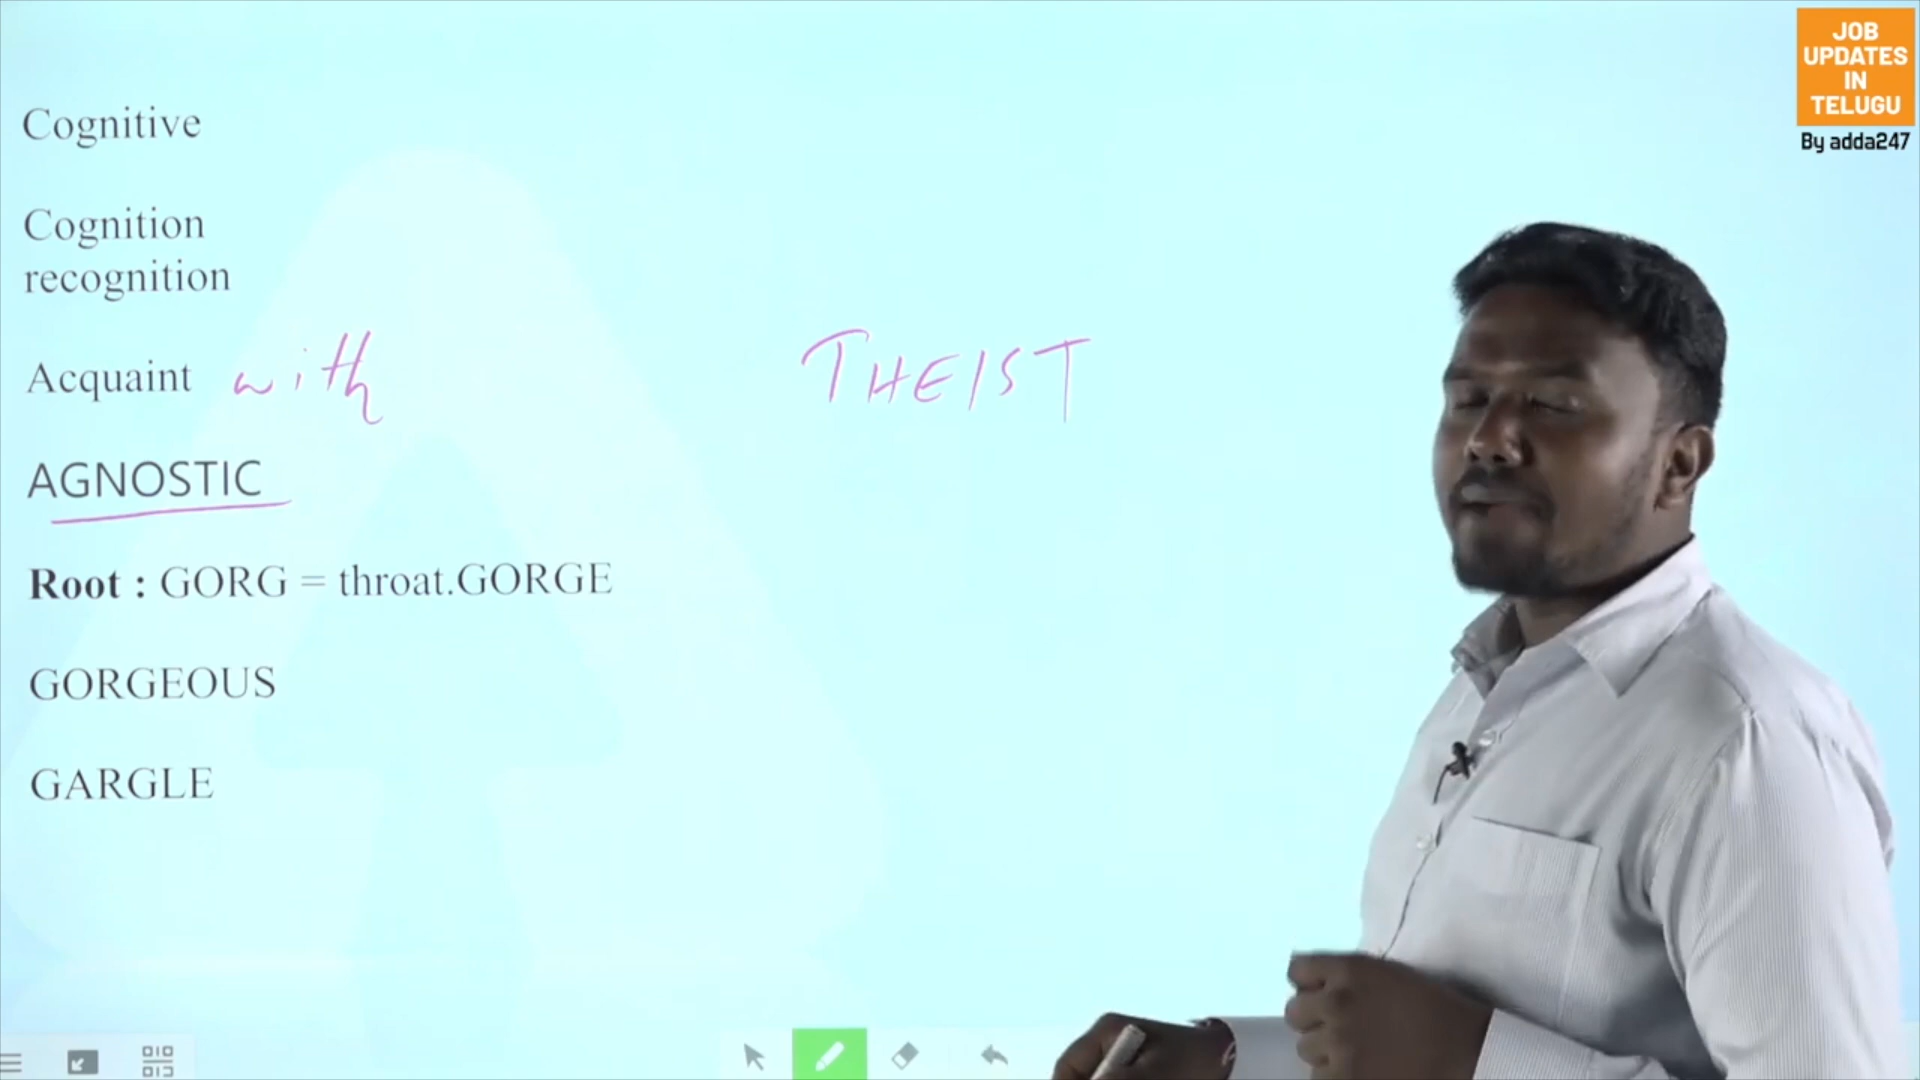 JOB
UPDATES
IN
TELUGU
By adda247
Cognitive
Cognition
recognition
Acquaint with
THEIST
AGNOSTIC
Root : GORG = throat.GORGE
GORGEOUS
GARGLE